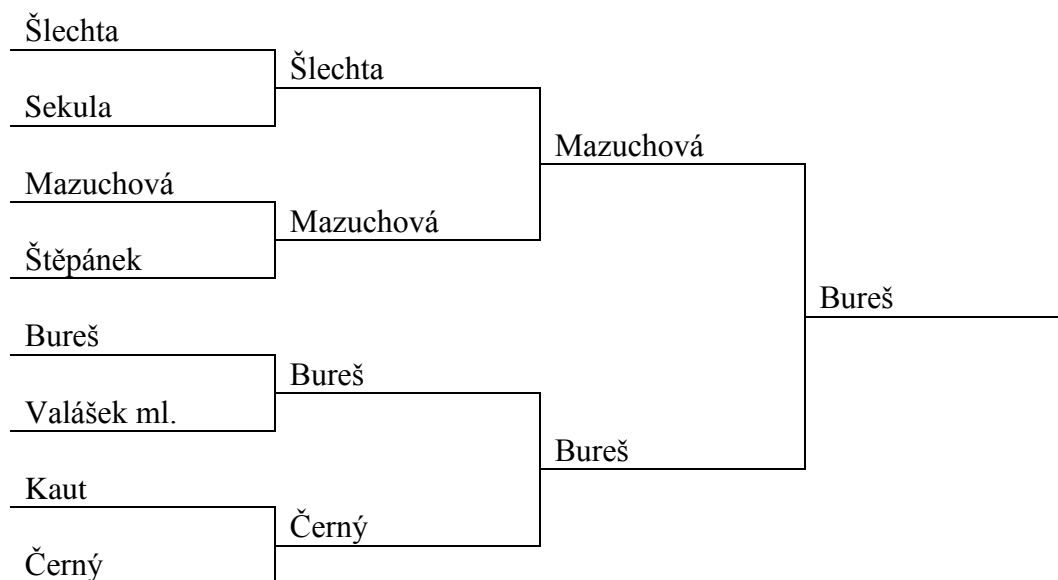 Šlechta
Šlechta
Sekula
Mazuchová
Mazuchová
Mazuchová
Štěpánek
Bureš
Bureš
Bureš
Valášek ml.
Bureš
Kaut
Černý
Černý